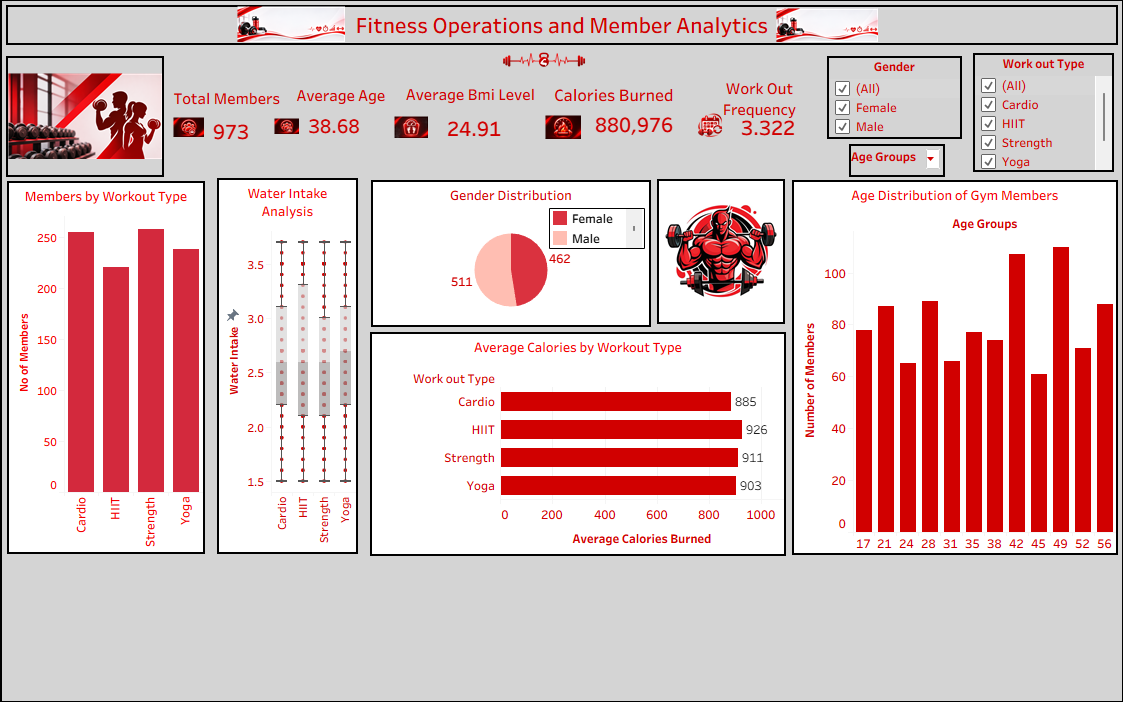 Fitness Operations and Member Analytics
Total Members
973
Average Age
38.68
Average Bmi Level
24.91
Calories Burned
880,976
Work Out
Frequency
3.322
Gender
(All)
Female
Male
Work out Type
(All)
Cardio
HIIT
Strength
Yoga
Age Groups
Members by Workout Type
No of Members
250
200
150
100
50
0
Cardio
HIIT
Strength
Yoga
Water Intake
Analysis
Water Intake
3.5
3.0
2.5
2.0
1.5
Cardio
HIIT
Strength
Yoga
Gender Distribution
Female
Male
462
511
Average Calories by Workout Type
Work out Type
Cardio 885
HIIT 926
Strength 911
Yoga 903
0 200 400 600 800 1000
Average Calories Burned
Age Distribution of Gym Members
Age Groups
Number of Members
100
80
60
40
20
0
17 21 24 28 31 35 38 42 45 49 52 56